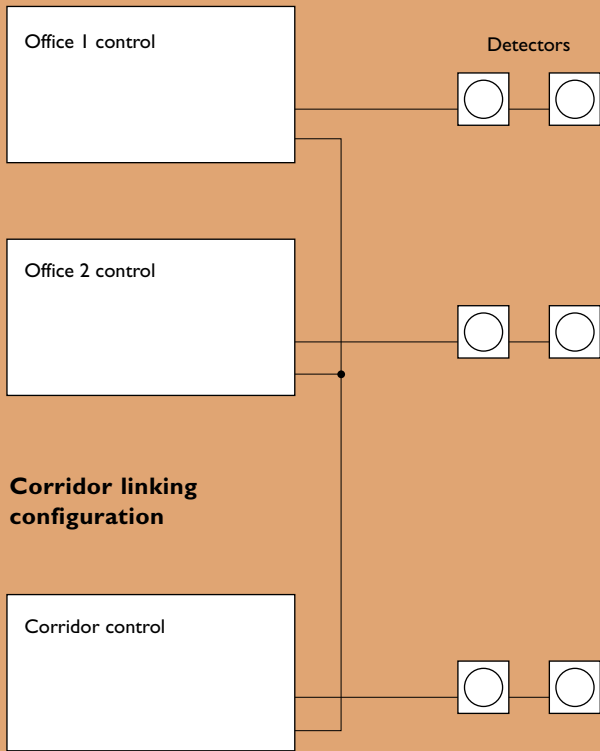 Office 1 control
Detectors
Office 2 control
Corridor linking
configuration
Corridor control